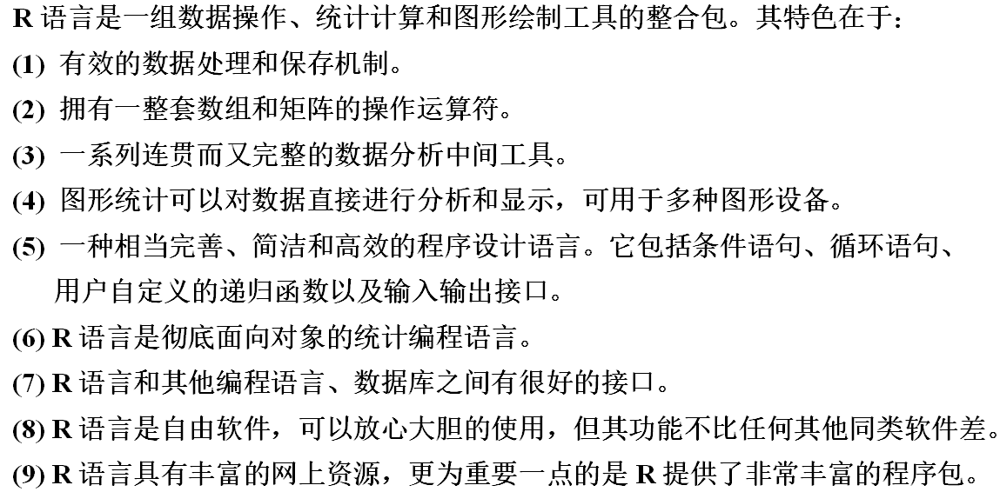 R 语言是一组数据操作、统计计算和图形绘制工具的整合包。其特色在于：
(1) 有效的数据处理和保存机制。
(2) 拥有一整套数组和矩阵的操作运算符。
(3) 一系列连贯而又完整的数据分析中间工具。
(4) 图形统计可以对数据直接进行分析和显示，可用于多种图形设备。
(5) 一种相当完善、简洁和高效的程序设计语言。它包括条件语句、循环语句、
用户自定义的递归函数以及输入输出接口。
(6) R 语言是彻底面向对象的统计编程语言。
(7) R 语言和其他编程语言、数据库之间有很好的接口。
(8) R 语言是自由软件，可以放心大胆的使用，但其功能不比任何其他同类软件差。
(9) R 语言具有丰富的网上资源，更为重要一点的是 R 提供了非常丰富的程序包。